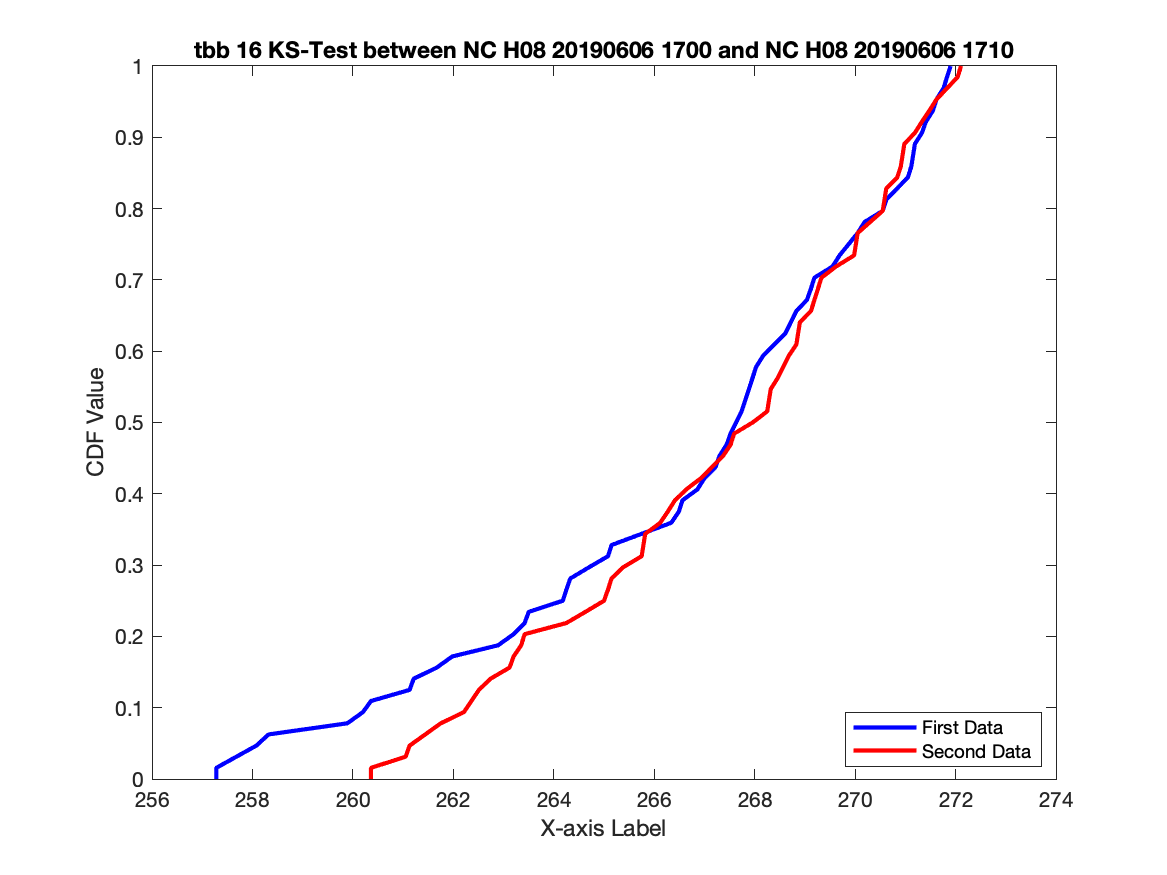 tbb 16 KS-Test between NC H08 20190606 1700 and NC H08 20190606 1710
1
0.9
0.8
0.7
0.6
0.5
0.4
0.3
0.2
0.1
0
CDF Value
First Data
Second Data
256 258 260 262 264 266 268 270 272 274
X-axis Label